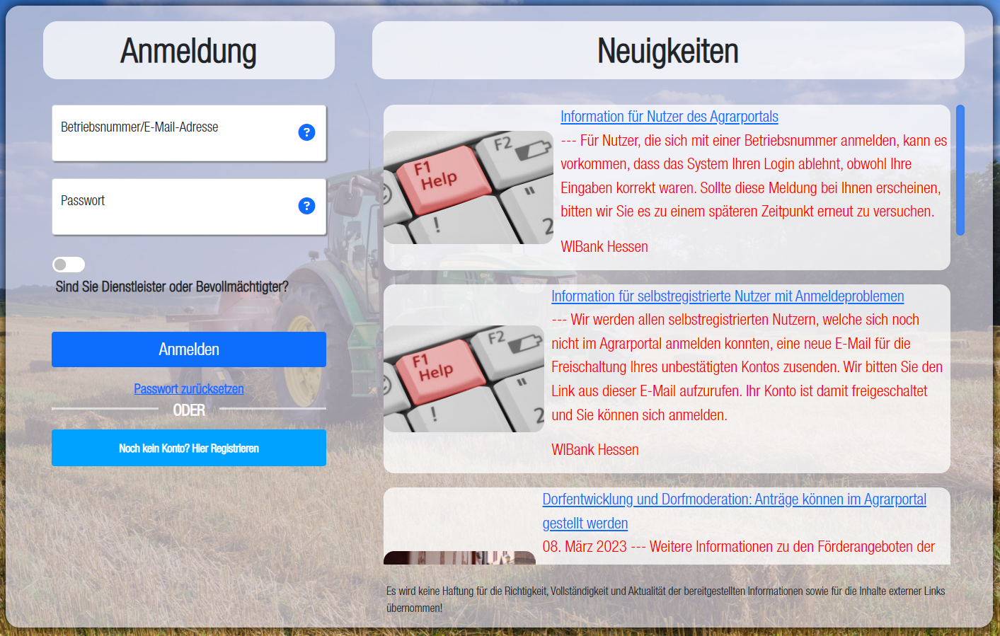 Anmeldung
Betriebsnummer/E-Mail-Adresse
?
Passwort
?
Sind Sie Dienstleister oder Bevollmächtigter?
Anmelden
Passwort zurücksetzen
ODER
Noch kein Konto? Hier Registrieren
Neuigkeiten
F1
Help
F2
!
"
2
Information für Nutzer des Agrarportals
--- Für Nutzer, die sich mit einer Betriebsnummer anmelden, kann es
vorkommen, dass das System Ihren Login ablehnt, obwohl Ihre
Eingaben korrekt waren. Sollte diese Meldung bei Ihnen erscheinen,
bitten wir Sie es zu einem späteren Zeitpunkt erneut zu versuchen.
WIBank Hessen
F1
Help
F2
!
"
2
Information für selbstregistrierte Nutzer mit Anmeldeproblemen
--- Wir werden allen selbstregistrierten Nutzern, welche sich noch
nicht im Agrarportal anmelden konnten, eine neue E-Mail für die
Freischaltung Ihres unbestätigten Kontos zusenden. Wir bitten Sie den
Link aus dieser E-Mail aufzurufen. Ihr Konto ist damit freigeschaltet
und Sie können sich anmelden.
WIBank Hessen
Dorfentwicklung und Dorfmoderation: Anträge können im Agrarportal
gestellt werden
08. März 2023 --- Weitere Informationen zu den Förderangeboten der
Es wird keine Haftung für die Richtigkeit, Vollständigkeit und Aktualität der bereitgestellten Informationen sowie für die Inhalte externer Links
übernommen!